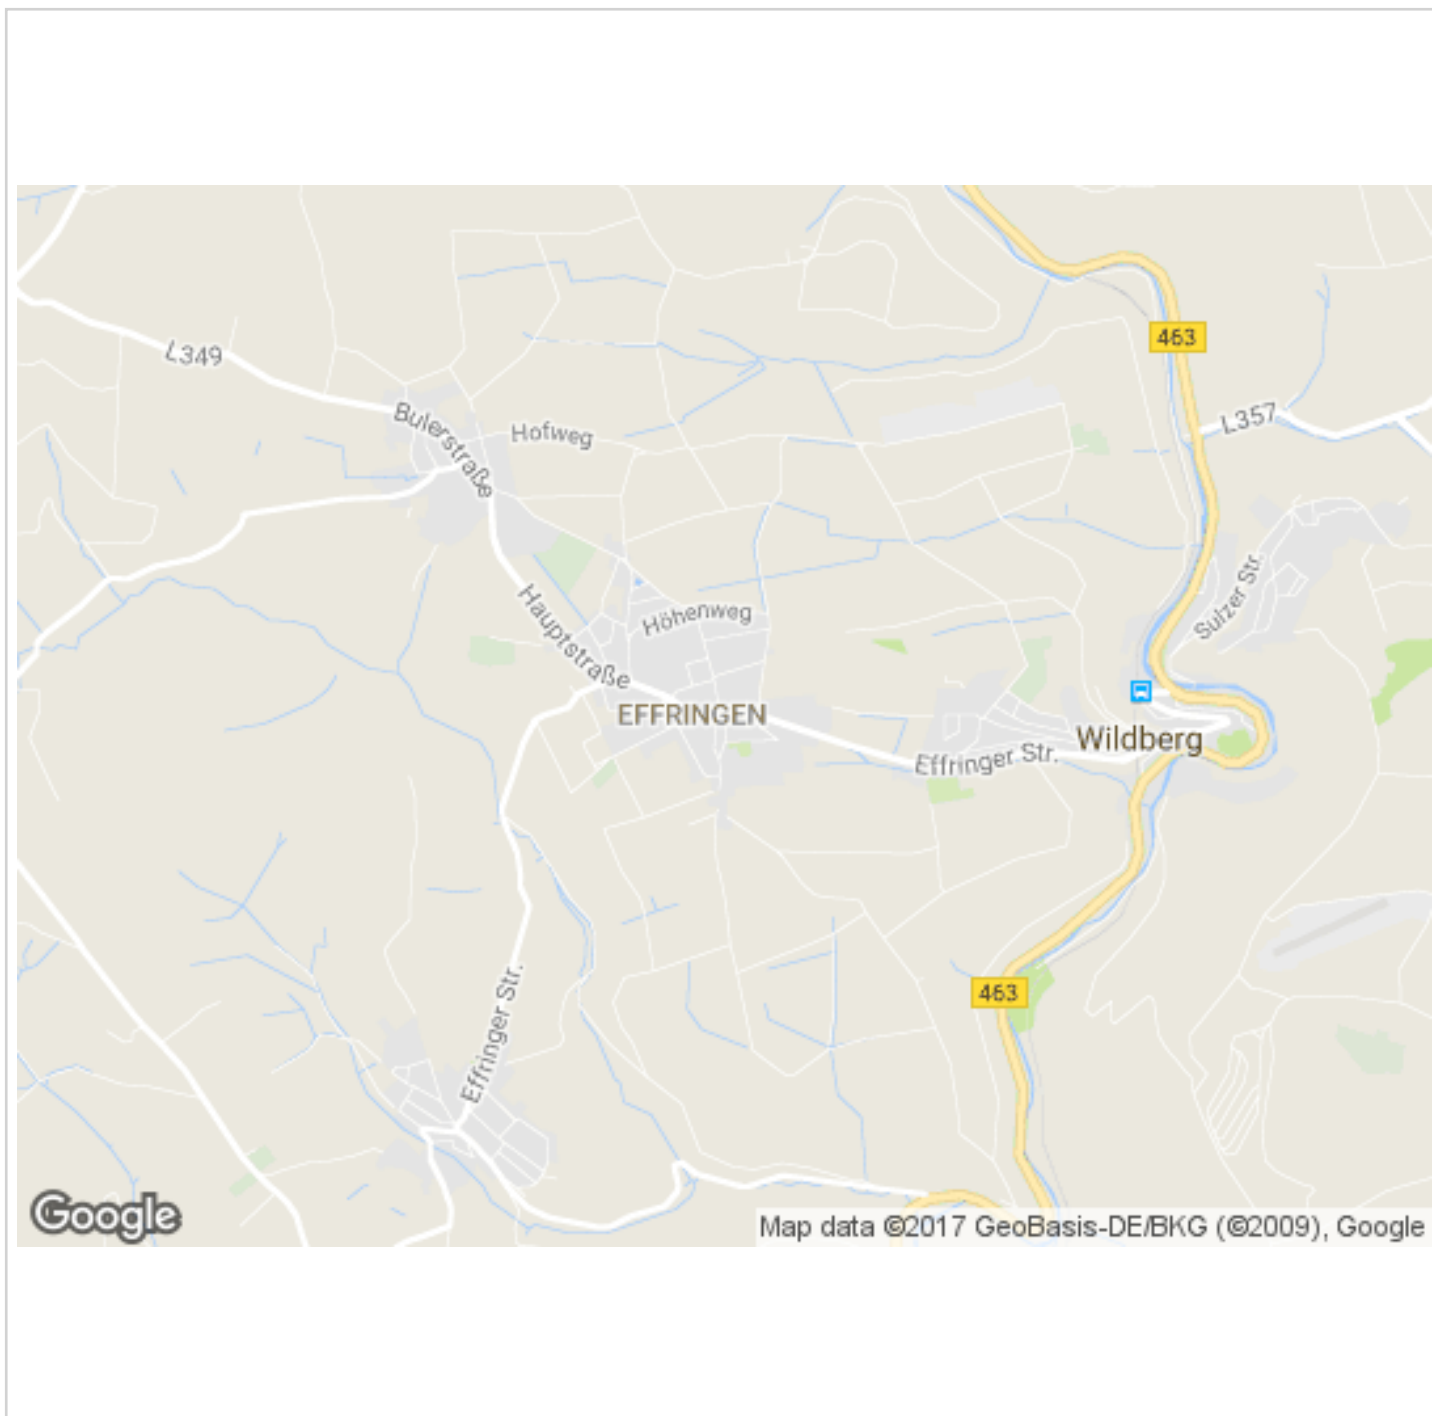 463
L349
L357
Bulerstraße
Hofweg
Sulzer Str.
Hauptstraße
Höhenweg
EFFRINGEN
Wildberg
Effringer Str.
463
Effringer Str.
Google
Map data ©2017 GeoBasis-DE/BKG (©2009), Google